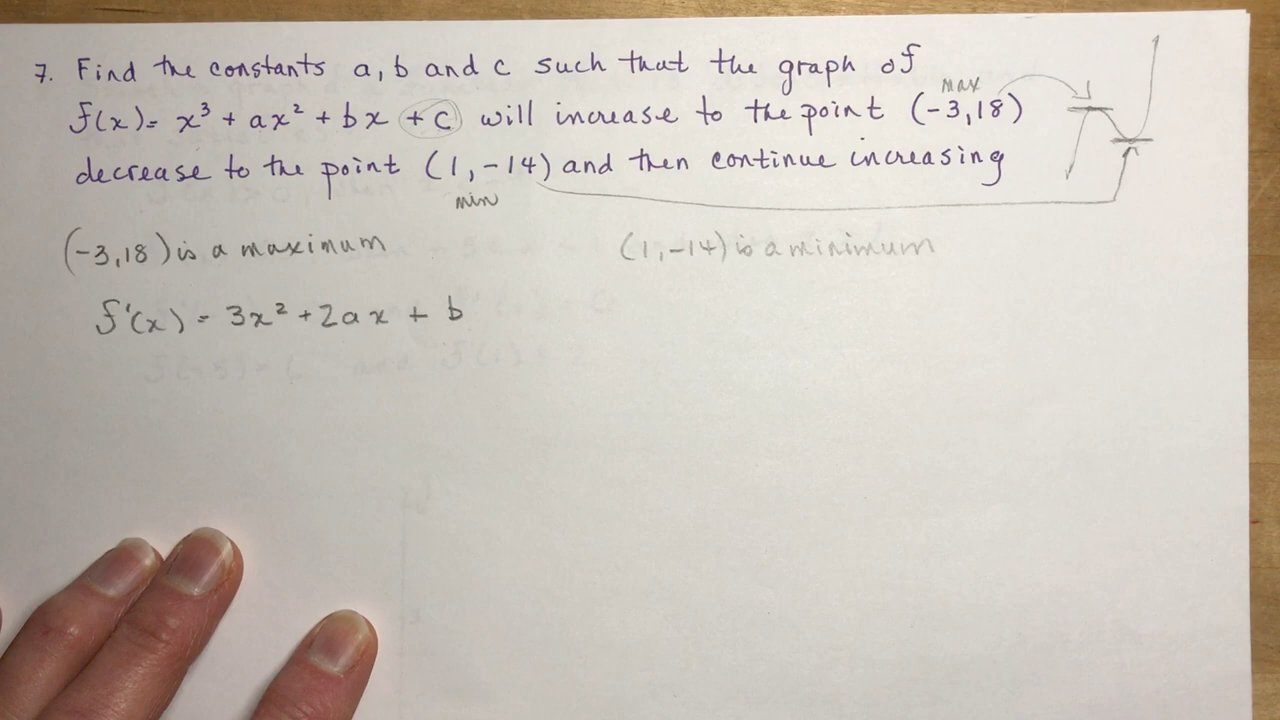 7. Find the constants a, b and c such that the graph of
f(x) = x³ + ax² + bx + c will increase to the point (-3, 18)
max
decrease to the point (1, -14) and then continue increasing
min
(-3, 18) is a maximum
(1, -14) is a minimum
f'(x) = 3x² + 2ax + b